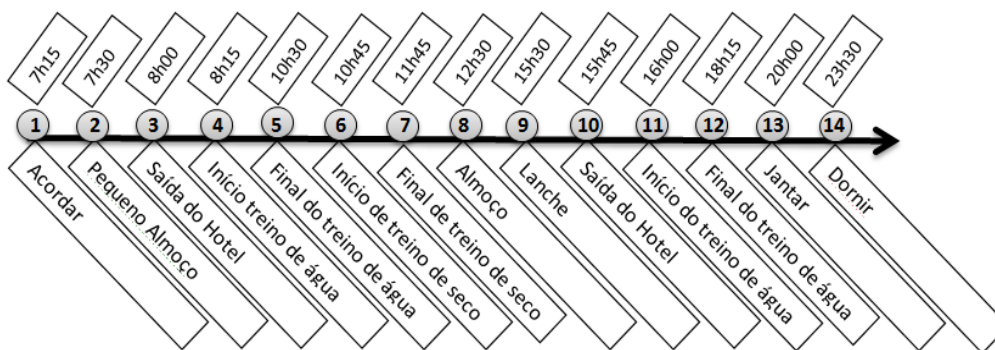 7h15
7h30
8h00
8h15
10h30
10h45
11h45
12h30
15h30
15h45
16h00
18h15
20h00
23h30
1
2
3
4
5
6
7
8
9
10
11
12
13
14
Acordar
Pequeno Almoço
Saída do Hotel
Início treino de água
Final do treino de água
Início de treino de seco
Final de treino de seco
Almoço
Lanche
Saída do Hotel
Início do treino de água
Final do treino de água
Jantar
Dornir